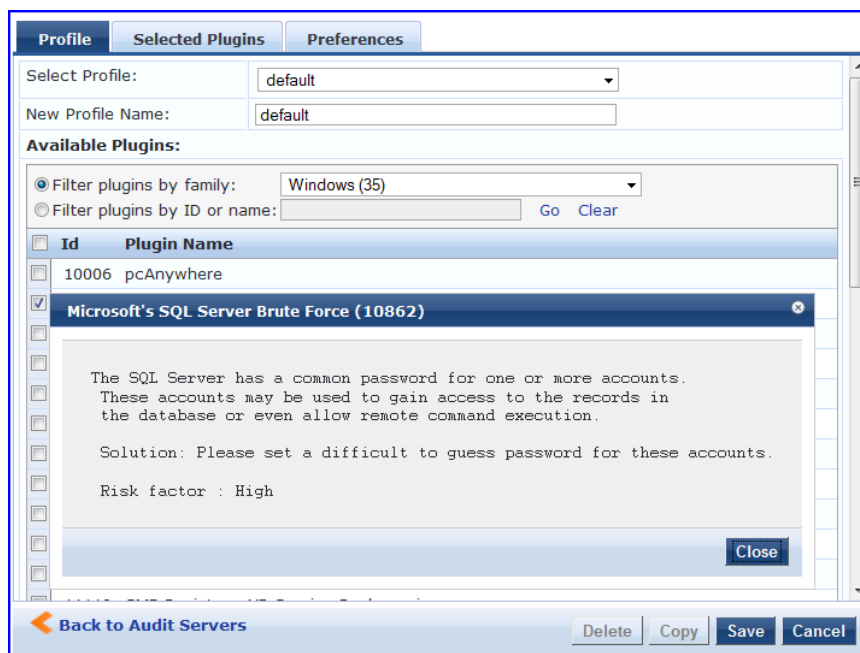 Profile Selected Plugins Preferences
Select Profile: default
New Profile Name: default
Available Plugins:
Filter plugins by family: Windows (35)
Filter plugins by ID or name: Go Clear
Id Plugin Name
10006 pcAnywhere
Microsoft's SQL Server Brute Force (10862)
The SQL Server has a common password for one or more accounts.
These accounts may be used to gain access to the records in
the database or even allow remote command execution.
Solution: Please set a difficult to guess password for these accounts.
Risk factor : High
Close
Back to Audit Servers Delete Copy Save Cancel